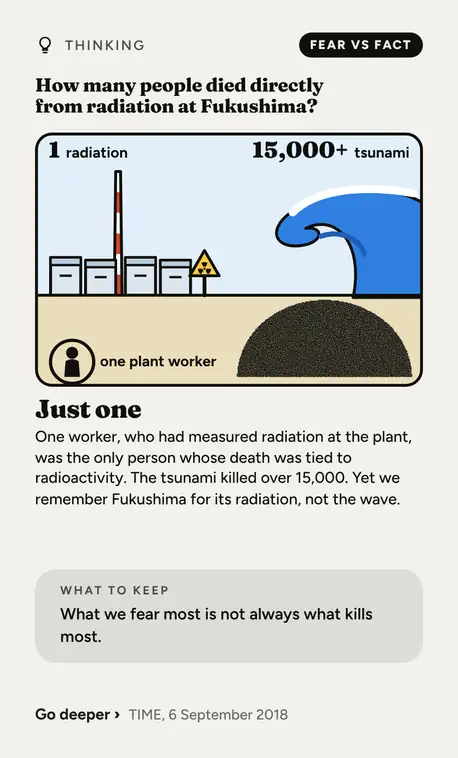 THINKING
FEAR VS FACT
How many people died directly
from radiation at Fukushima?
1 radiation
15,000+ tsunami
one plant worker
Just one
One worker, who had measured radiation at the plant,
was the only person whose death was tied to
radioactivity. The tsunami killed over 15,000. Yet we
remember Fukushima for its radiation, not the wave.
WHAT TO KEEP
What we fear most is not always what kills
most.
Go deeper › TIME, 6 September 2018